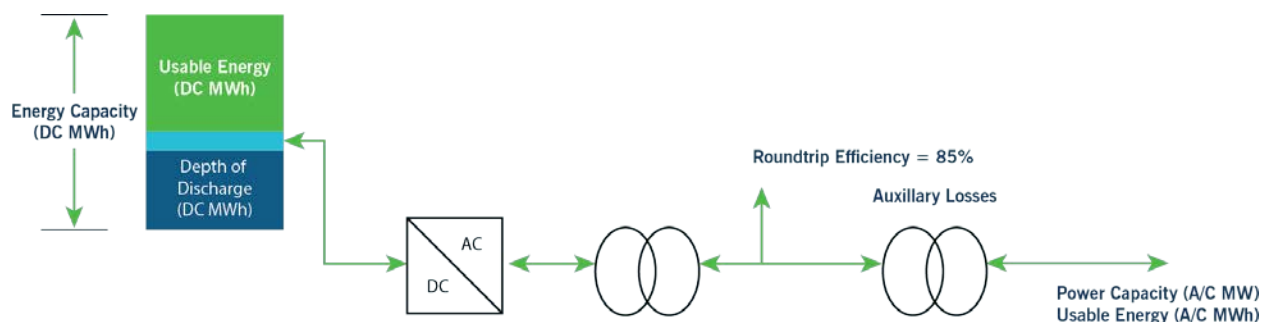 Energy Capacity
(DC MWh)
Usable Energy
(DC MWh)
Depth of
Discharge
(DC MWh)
AC
DC
Roundtrip Efficiency = 85%
Auxillary Losses
Power Capacity (A/C MW)
Usable Energy (A/C MWh)